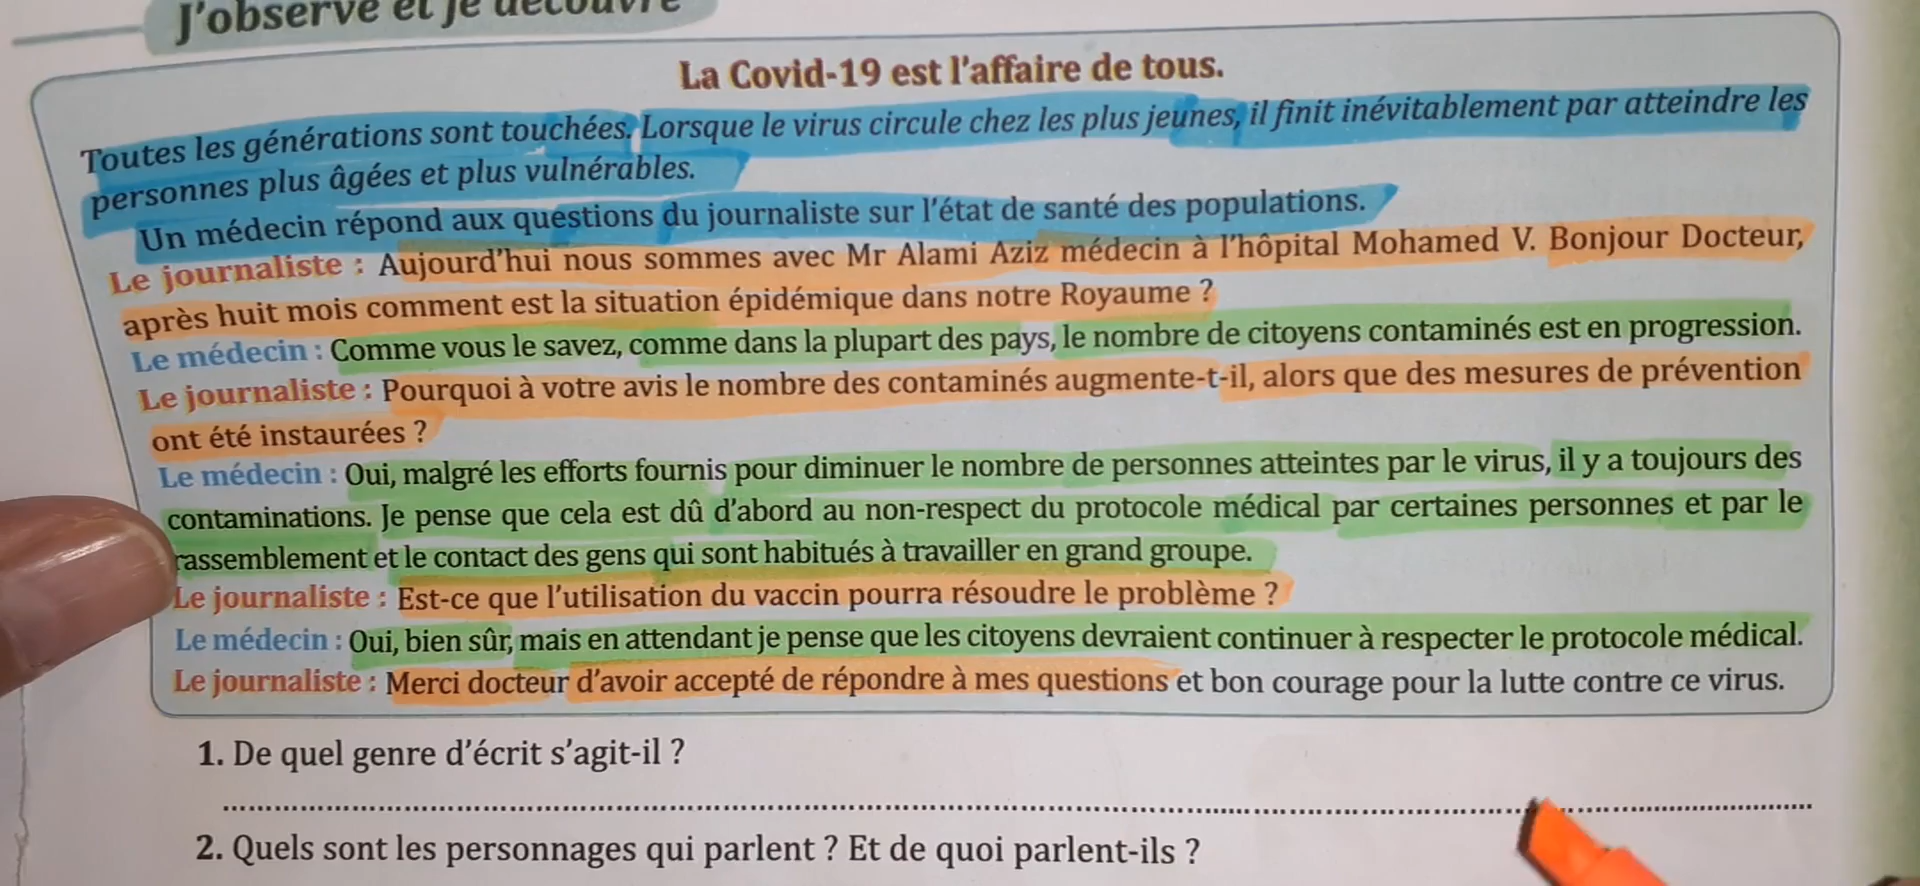 J'observe et je découvre
La Covid-19 est l'affaire de tous.
Toutes les générations sont touchées. Lorsque le virus circule chez les plus jeunes, il finit inévitablement par atteindre les
personnes plus âgées et plus vulnérables.
Un médecin répond aux questions du journaliste sur l'état de santé des populations.
Le journaliste : Aujourd'hui nous sommes avec Mr Alami Aziz médecin à l'hôpital Mohamed V. Bonjour Docteur,
après huit mois comment est la situation épidémique dans notre Royaume ?
Le médecin : Comme vous le savez, comme dans la plupart des pays, le nombre de citoyens contaminés est en progression.
Le journaliste : Pourquoi à votre avis le nombre des contaminés augmente-t-il, alors que des mesures de prévention
ont été instaurées ?
Le médecin : Oui, malgré les efforts fournis pour diminuer le nombre de personnes atteintes par le virus, il y a toujours des
contaminations. Je pense que cela est dû d'abord au non-respect du protocole médical par certaines personnes et par le
rassemblement et le contact des gens qui sont habitués à travailler en grand groupe.
Le journaliste : Est-ce que l'utilisation du vaccin pourra résoudre le problème ?
Le médecin : Oui, bien sûr, mais en attendant je pense que les citoyens devraient continuer à respecter le protocole médical.
Le journaliste : Merci docteur d'avoir accepté de répondre à mes questions et bon courage pour la lutte contre ce virus.
1. De quel genre d'écrit s'agit-il ?
2. Quels sont les personnages qui parlent ? Et de quoi parlent-ils ?